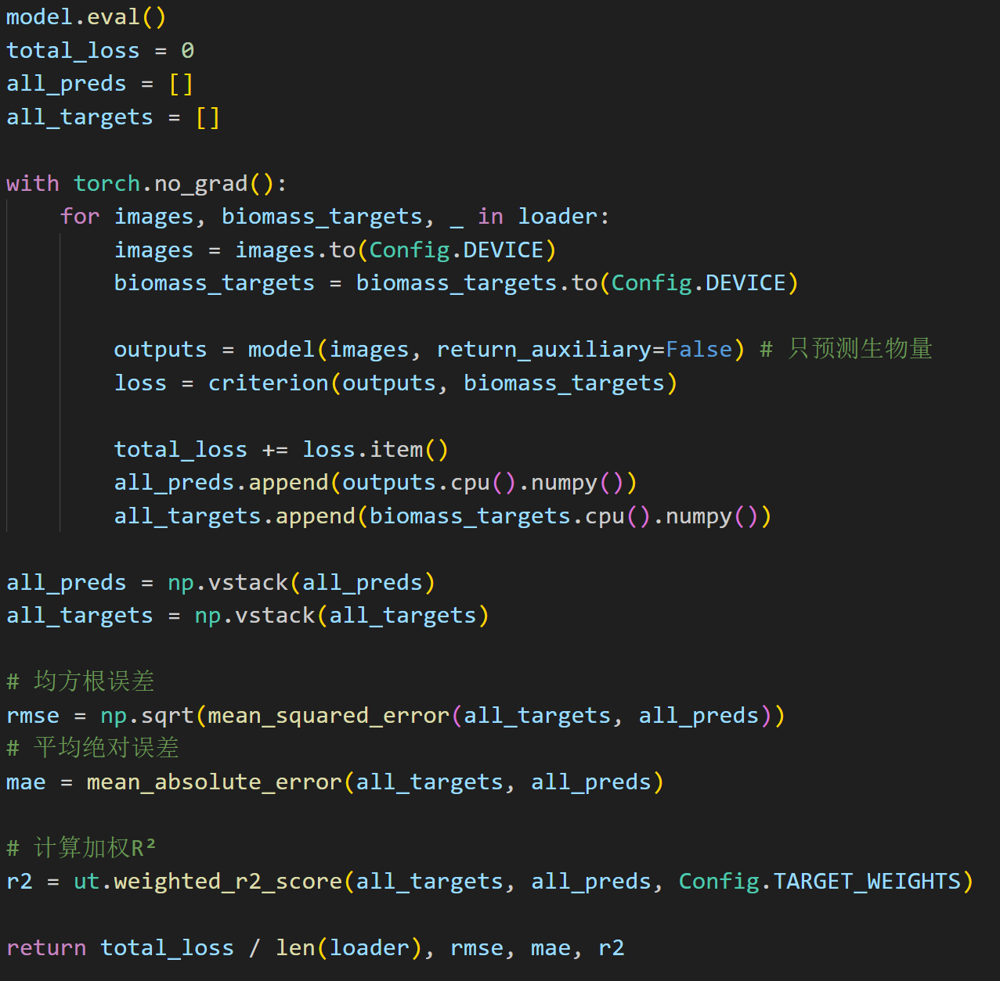 model.eval()
total_loss = 0
all_preds = []
all_targets = []
with torch.no_grad():
for images, biomass_targets, _ in loader:
images = images.to(Config.DEVICE)
biomass_targets = biomass_targets.to(Config.DEVICE)
outputs = model(images, return_auxiliary=False) # 只预测生物量
loss = criterion(outputs, biomass_targets)
total_loss += loss.item()
all_preds.append(outputs.cpu().numpy())
all_targets.append(biomass_targets.cpu().numpy())
all_preds = np.vstack(all_preds)
all_targets = np.vstack(all_targets)
# 均方根误差
rmse = np.sqrt(mean_squared_error(all_targets, all_preds))
# 平均绝对误差
mae = mean_absolute_error(all_targets, all_preds)
# 计算加权R²
r2 = ut.weighted_r2_score(all_targets, all_preds, Config.TARGET_WEIGHTS)
return total_loss / len(loader), rmse, mae, r2